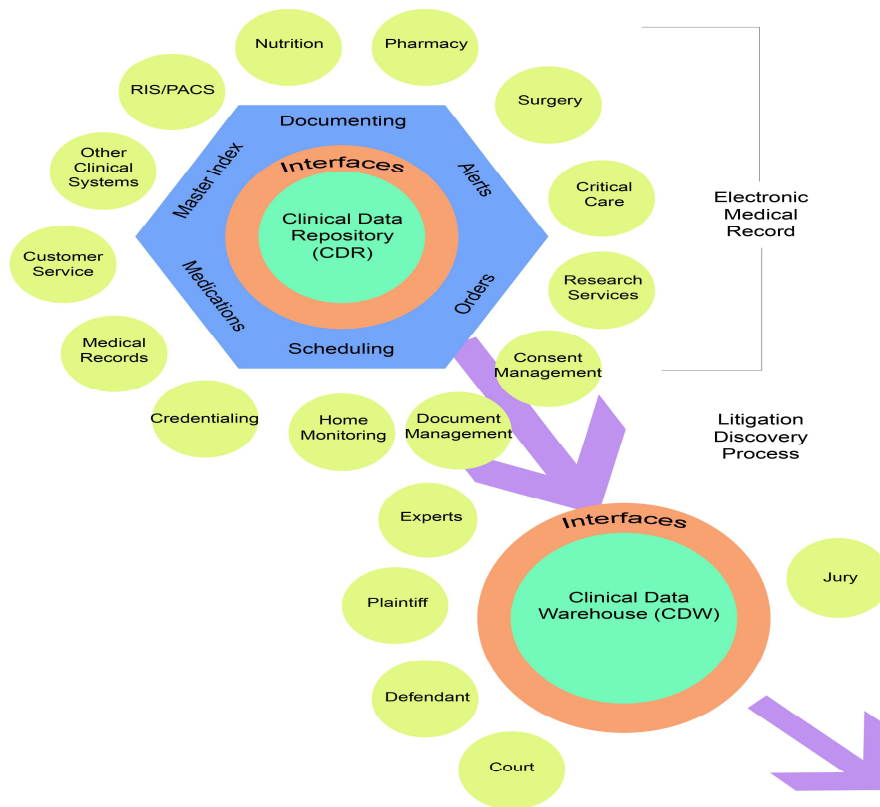 Nutrition
Pharmacy
RIS/PACS
Surgery
Documenting
Other
Clinical
Systems
Master index
Interfaces
Alerts
Critical
Care
Electronic
Medical
Record
Clinical Data
Repository
(CDR)
Customer
Service
Medications
Orders
Research
Services
Medical
Records
Scheduling
Consent
Management
Credentialing
Home
Monitoring
Document
Management
Litigation
Discovery
Process
Experts
Interfaces
Jury
Plaintiff
Clinical Data
Warehouse (CDW)
Defendant
Court